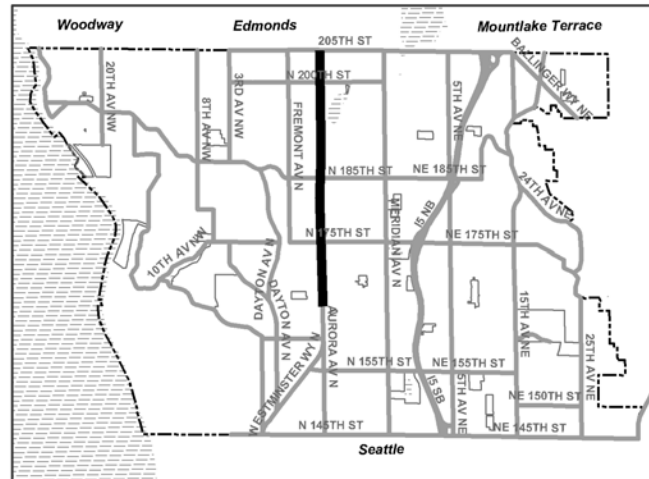 Woodway
Edmonds
Mountlake Terrace
205TH ST
BALLINGER WY NE
N 200TH ST
20TH AV NW
8TH AV NW
3RD AV NW
FREMONT AV N
5TH AV NE
N 185TH ST
NE 185TH ST
24TH AV NE
MERIDIAN AV N
I5 NB
10TH AV NW
N 175TH ST
NE 175TH ST
DAYTON AV N
DAYTON AV N
AURORA AV N
15TH AV NE
25TH AV NE
WESTMINSTER WY N
N 155TH ST
NE 155TH ST
I5 SB
5TH AV NE
NE 150TH ST
N 145TH ST
NE 145TH ST
Seattle